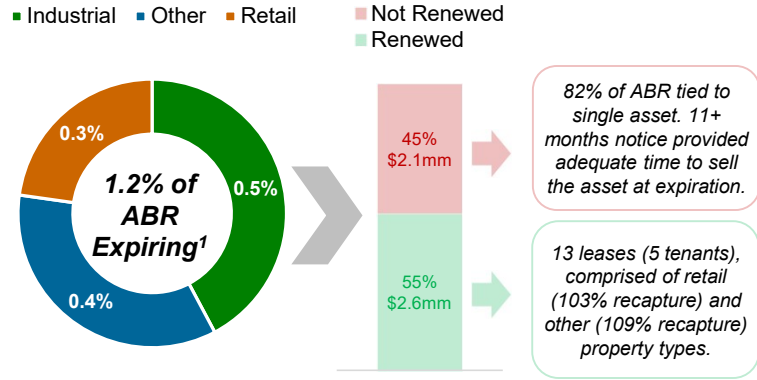 Industrial Other Retail
Not Renewed
Renewed
0.3%
0.5%
0.4%
1.2% of
ABR
Expiring1
45%
$2.1mm
55%
$2.6mm
82% of ABR tied to
single asset. 11+
months notice provided
adequate time to sell
the asset at expiration.
13 leases (5 tenants),
comprised of retail
(103% recapture) and
other (109% recapture)
property types.